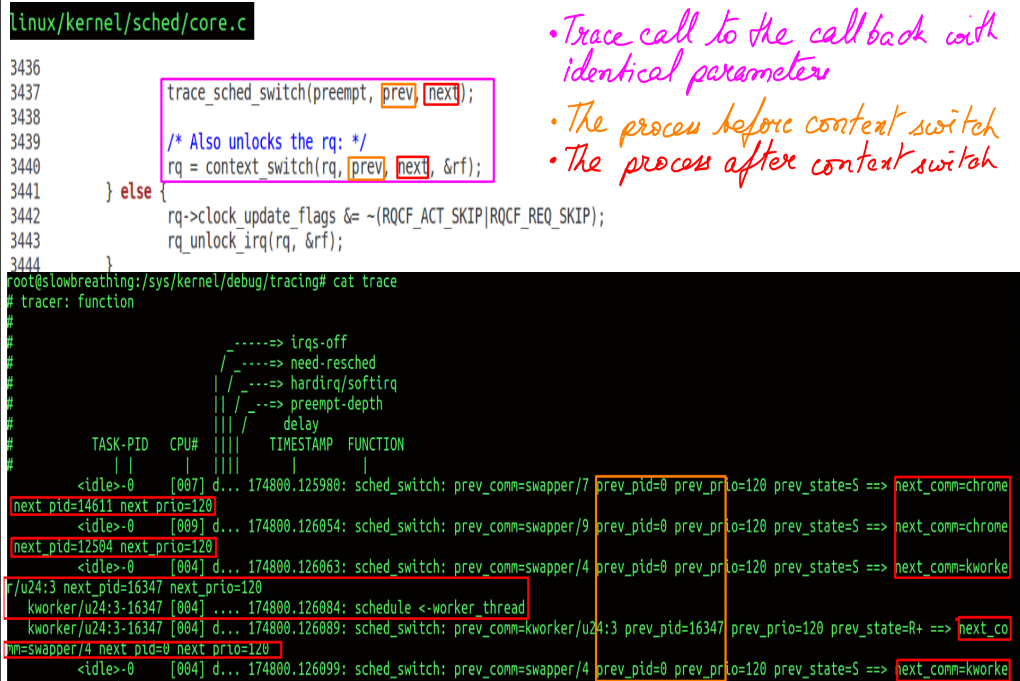 linux/kernel/sched/core.c
• Trace call to the callback with
identical parameters
• The process before context switch
• The process after context switch
3436
3437 trace_sched_switch(preempt, prev, next);
3438
3439 /* Also unlocks the rq: */
3440 rq = context_switch(rq, prev, next, &rf);
3441 } else {
3442 rq->clock_update_flags &= ~(RQCF_ACT_SKIP|RQCF_REQ_SKIP);
3443 rq_unlock_irq(rq, &rf);
3444 }
root@slowbreathing:/sys/kernel/debug/tracing# cat trace
# tracer: function
#
# _-----=> irqs-off
# / _----=> need-resched
# | / _---=> hardirq/softirq
# || / _--=> preempt-depth
# ||| / delay
# TASK-PID CPU# |||| TIMESTAMP FUNCTION
# | | | |||| | |
<idle>-0 [007] d... 174800.125980: sched_switch: prev_comm=swapper/7 prev_pid=0 prev_prio=120 prev_state=S ==> next_comm=chrome
next_pid=14611 next_prio=120
<idle>-0 [009] d... 174800.126054: sched_switch: prev_comm=swapper/9 prev_pid=0 prev_prio=120 prev_state=S ==> next_comm=chrome
next_pid=12504 next_prio=120
<idle>-0 [004] d... 174800.126063: sched_switch: prev_comm=swapper/4 prev_pid=0 prev_prio=120 prev_state=S ==> next_comm=kworke
r/u24:3 next_pid=16347 next_prio=120
kworker/u24:3-16347 [004] .... 174800.126084: schedule <-worker_thread
kworker/u24:3-16347 [004] d... 174800.126089: sched_switch: prev_comm=kworker/u24:3 prev_pid=16347 prev_prio=120 prev_state=R+ ==> next_co
mm=swapper/4 next_pid=0 next_prio=120
<idle>-0 [004] d... 174800.126099: sched_switch: prev_comm=swapper/4 prev_pid=0 prev_prio=120 prev_state=S ==> next_comm=kworke